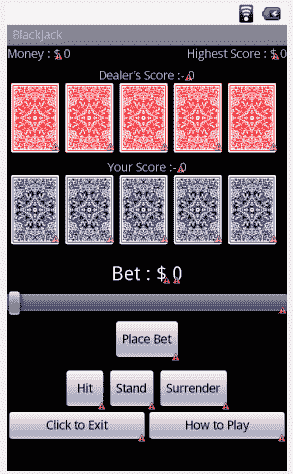 BlackJack
Money : $ 0 Highest Score : $ 0
Dealer's Score :- 0
Your Score :- 0
Bet : $ 0
Place Bet
Hit Stand Surrender
Click to Exit How to Play